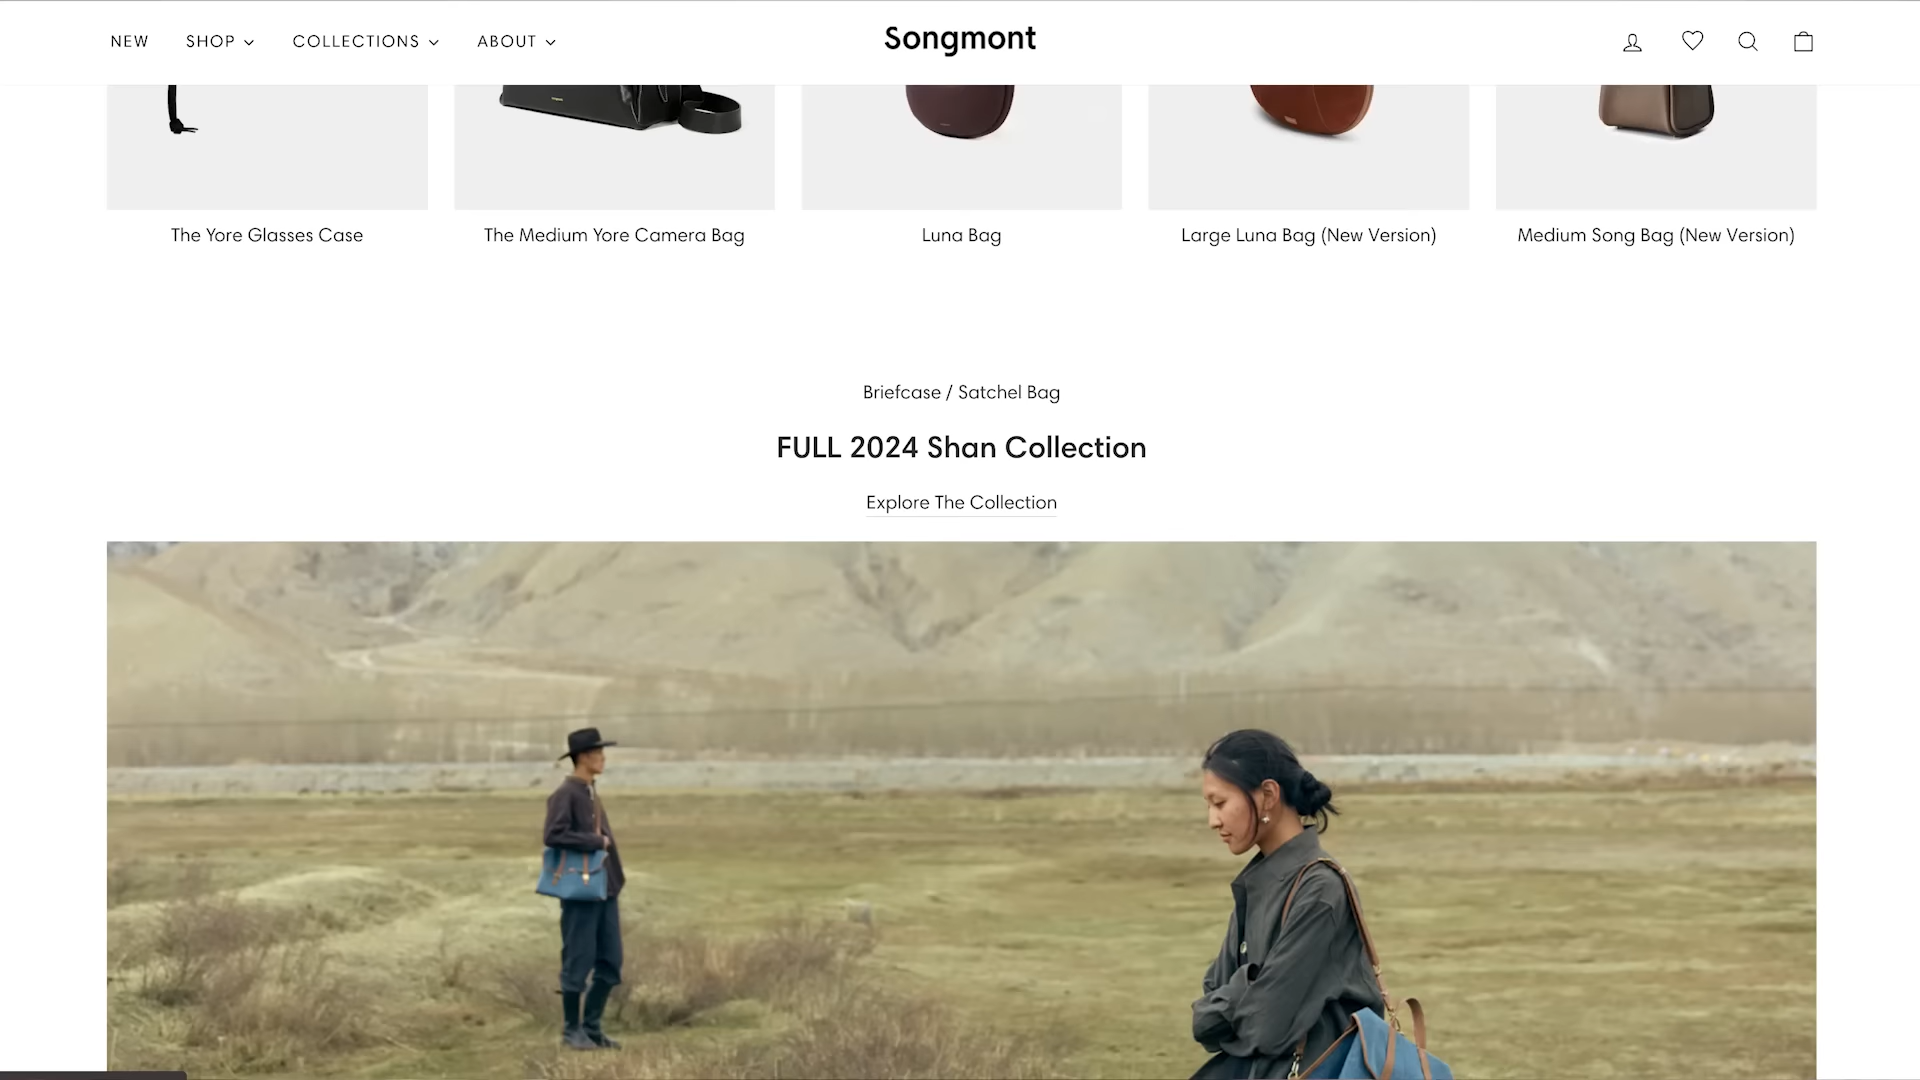 NEW SHOP COLLECTIONS ABOUT Songmont
The Yore Glasses Case
The Medium Yore Camera Bag
Luna Bag
Large Luna Bag (New Version)
Medium Song Bag (New Version)
Briefcase / Satchel Bag
FULL 2024 Shan Collection
Explore The Collection